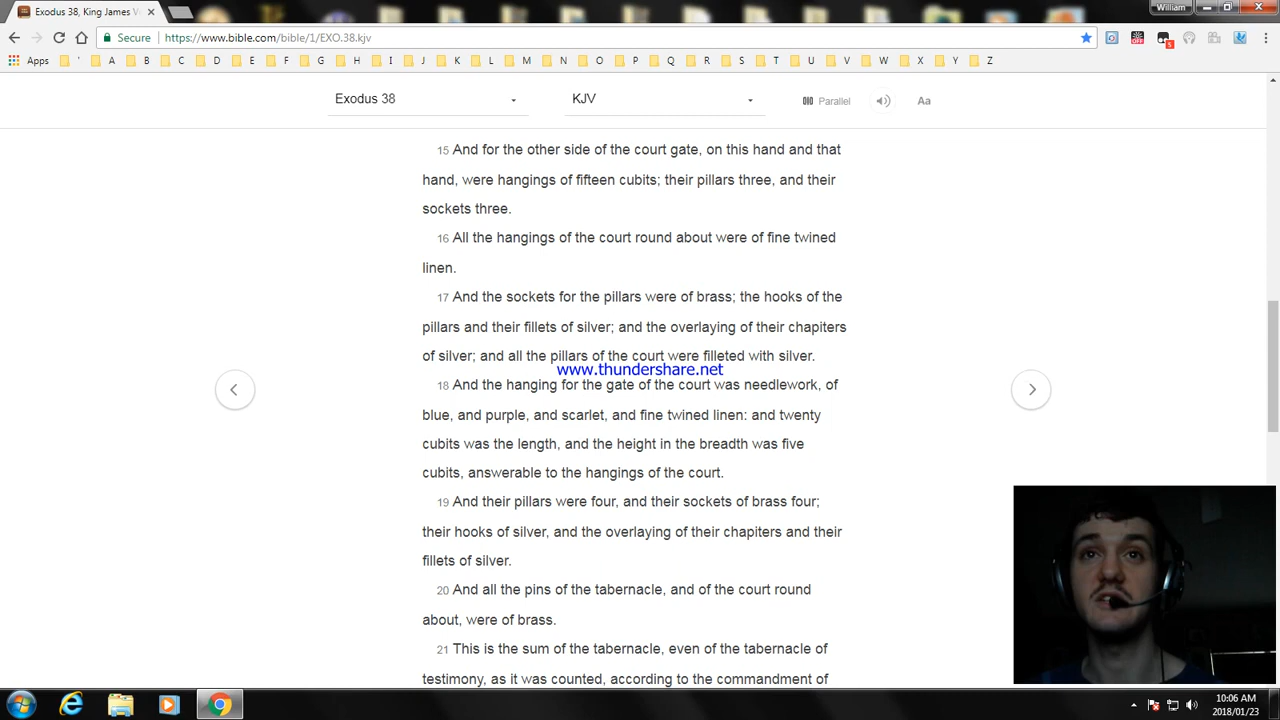 Exodus 38, King James V
William
Secure https://www.bible.com/bible/1/EXO.38.kjv
OFF
5
Apps ' A B C D E F G H I J K L M N O P Q R S T U V W X Y Z
Exodus 38 KJV Parallel Aa
15 And for the other side of the court gate, on this hand and that
hand, were hangings of fifteen cubits; their pillars three, and their
sockets three.
16 All the hangings of the court round about were of fine twined
linen.
17 And the sockets for the pillars were of brass; the hooks of the
pillars and their fillets of silver; and the overlaying of their chapiters
of silver; and all the pillars of the court were filleted with silver.
www.thundershare.net
18 And the hanging for the gate of the court was needlework, of
blue, and purple, and scarlet, and fine twined linen: and twenty
cubits was the length, and the height in the breadth was five
cubits, answerable to the hangings of the court.
19 And their pillars were four, and their sockets of brass four;
their hooks of silver, and the overlaying of their chapiters and their
fillets of silver.
20 And all the pins of the tabernacle, and of the court round
about, were of brass.
21 This is the sum of the tabernacle, even of the tabernacle of
testimony, as it was counted, according to the commandment of
10:06 AM
2018/01/23